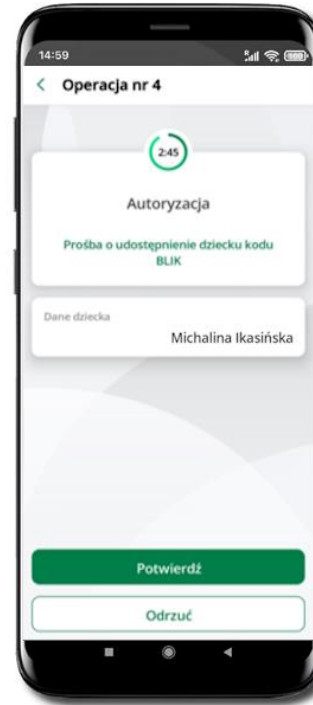 14:59
Operacja nr 4
2:45
Autoryzacja
Prośba o udostępnienie dziecku kodu
BLIK
Dane dziecka
Michalina Ikasińska
Potwierdź
Odrzuć